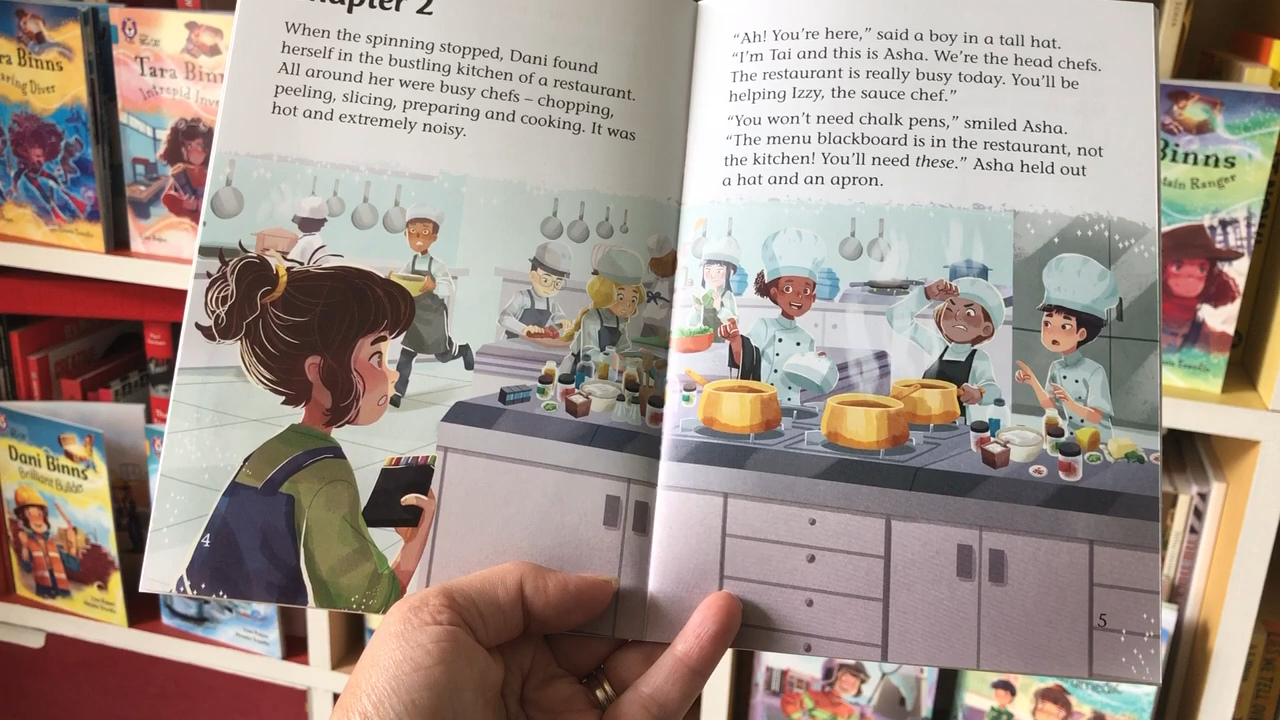 Chapter 2
When the spinning stopped, Dani found
herself in the bustling kitchen of a restaurant.
All around her were busy chefs – chopping,
peeling, slicing, preparing and cooking. It was
hot and extremely noisy.
4
“Ah! You're here,” said a boy in a tall hat.
“I'm Tai and this is Asha. We're the head chefs.
The restaurant is really busy today. You'll be
helping Izzy, the sauce chef.”
“You won't need chalk pens,” smiled Asha.
“The menu blackboard is in the restaurant, not
the kitchen! You'll need these.” Asha held out
a hat and an apron.
5
Binns
Diver
Tara Binn
Intrepid Inve
Dani Binns
Brilliant Builder
Binns
Ranger